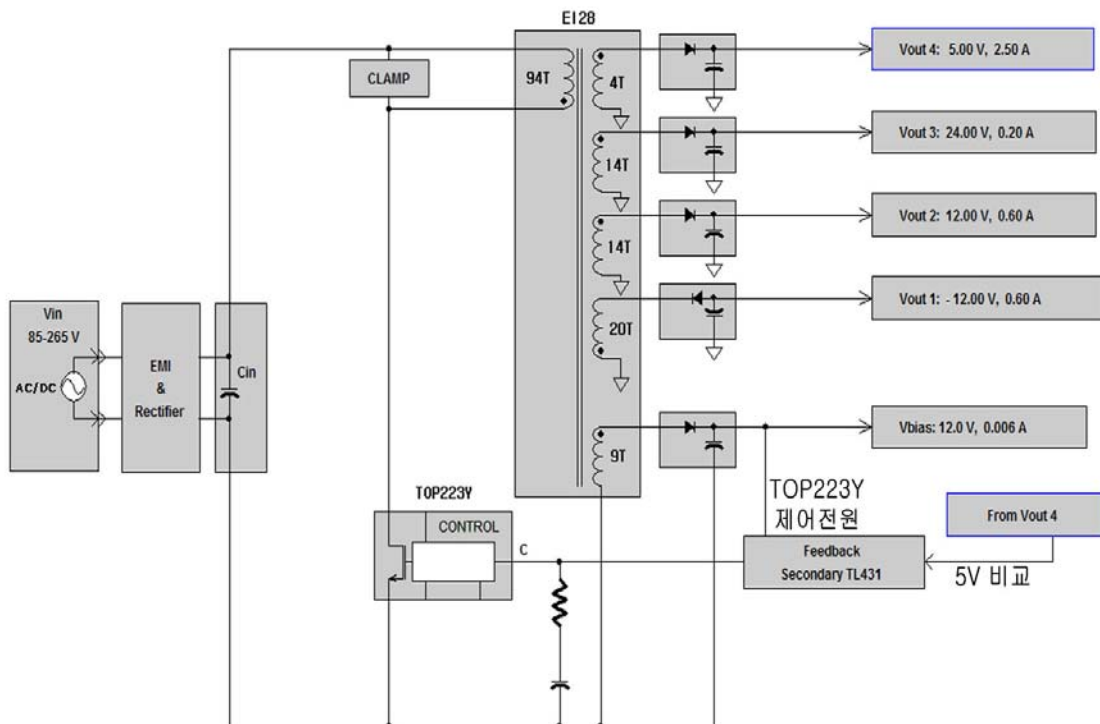 EI28
CLAMP
94T
4T
Vout 4: 5.00 V, 2.50 A
14T
Vout 3: 24.00 V, 0.20 A
14T
Vout 2: 12.00 V, 0.60 A
20T
Vout 1: - 12.00 V, 0.60 A
Vin
85-265 V
AC/DC
EMI
&
Rectifier
Cin
9T
Vbias: 12.0 V, 0.006 A
TOP223Y
CONTROL
C
TOP223Y
제어전원
From Vout 4
Feedback
Secondary TL431
5V 비교